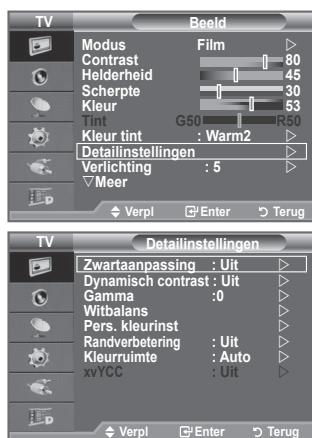 TV Beeld
Modus Film
Contrast 80
Helderheid 45
Scherpte 30
Kleur 53
Tint G50 R50
Kleur tint : Warm2
Detailinstellingen
Verlichting : 5
▽Meer
Verpl Enter Terug
TV Detailinstellingen
Zwartaanpassing : Uit
Dynamisch contrast : Uit
Gamma :0
Witbalans
Pers. kleurinst
Randverbetering : Uit
Kleurruimte : Auto
xvYCC : Uit
Verpl Enter Terug